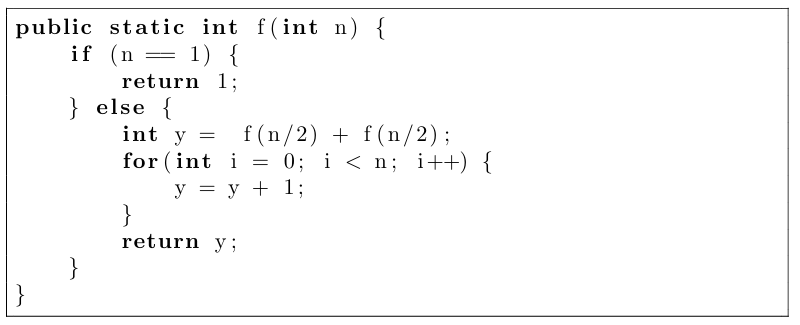 public static int f(int n) {
if (n == 1) {
return 1;
} else {
int y = f(n/2) + f(n/2);
for(int i = 0; i < n; i++) {
y = y + 1;
}
return y;
}
}